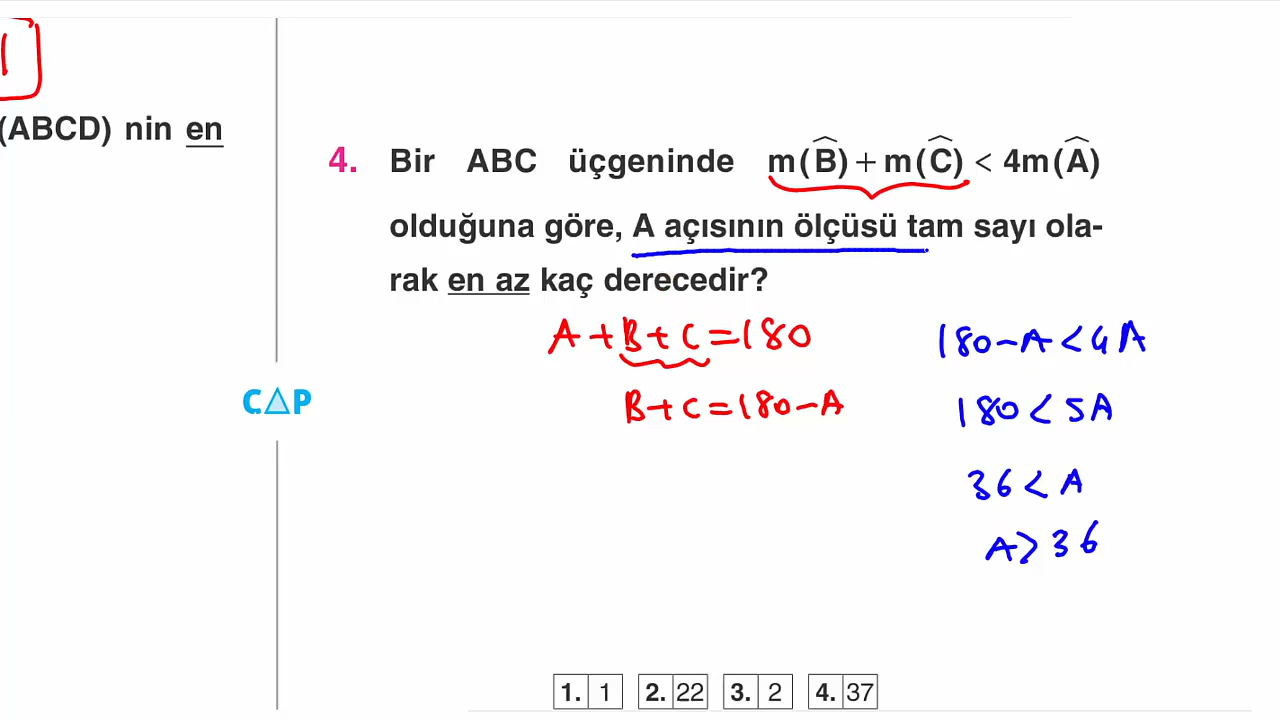 1
(ABCD) nin en
4. Bir ABC üçgeninde m(B̂) + m(Ĉ) < 4m(Â)
olduğuna göre, A açısının ölçüsü tam sayı ola-
rak en az kaç derecedir?
A + B + C = 180
B + C = 180 - A
180 - A < 4A
180 < 5A
36 < A
A > 36
C△P
1. 1 2. 22 3. 2 4. 37